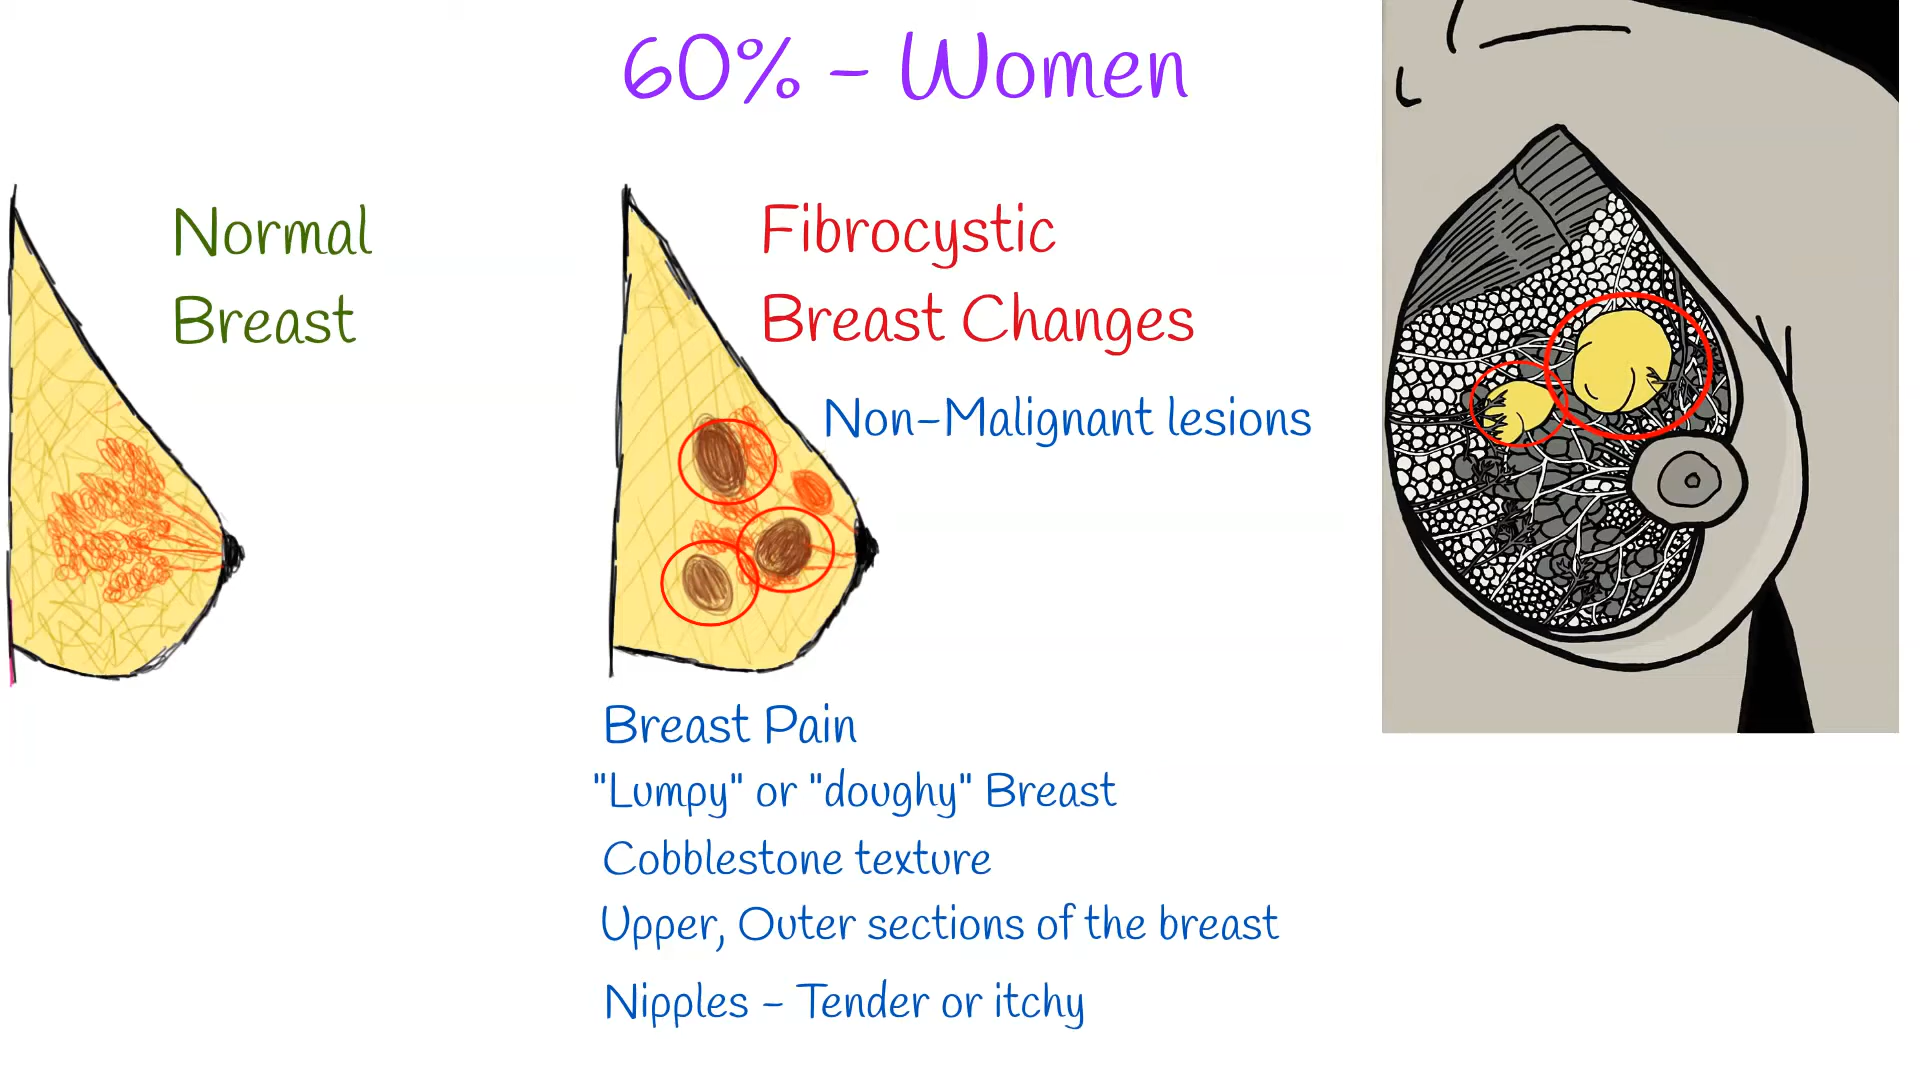 60% - Women
Normal
Breast
Fibrocystic
Breast Changes
Non-Malignant lesions
Breast Pain
"Lumpy" or "doughy" Breast
Cobblestone texture
Upper, Outer sections of the breast
Nipples - Tender or itchy